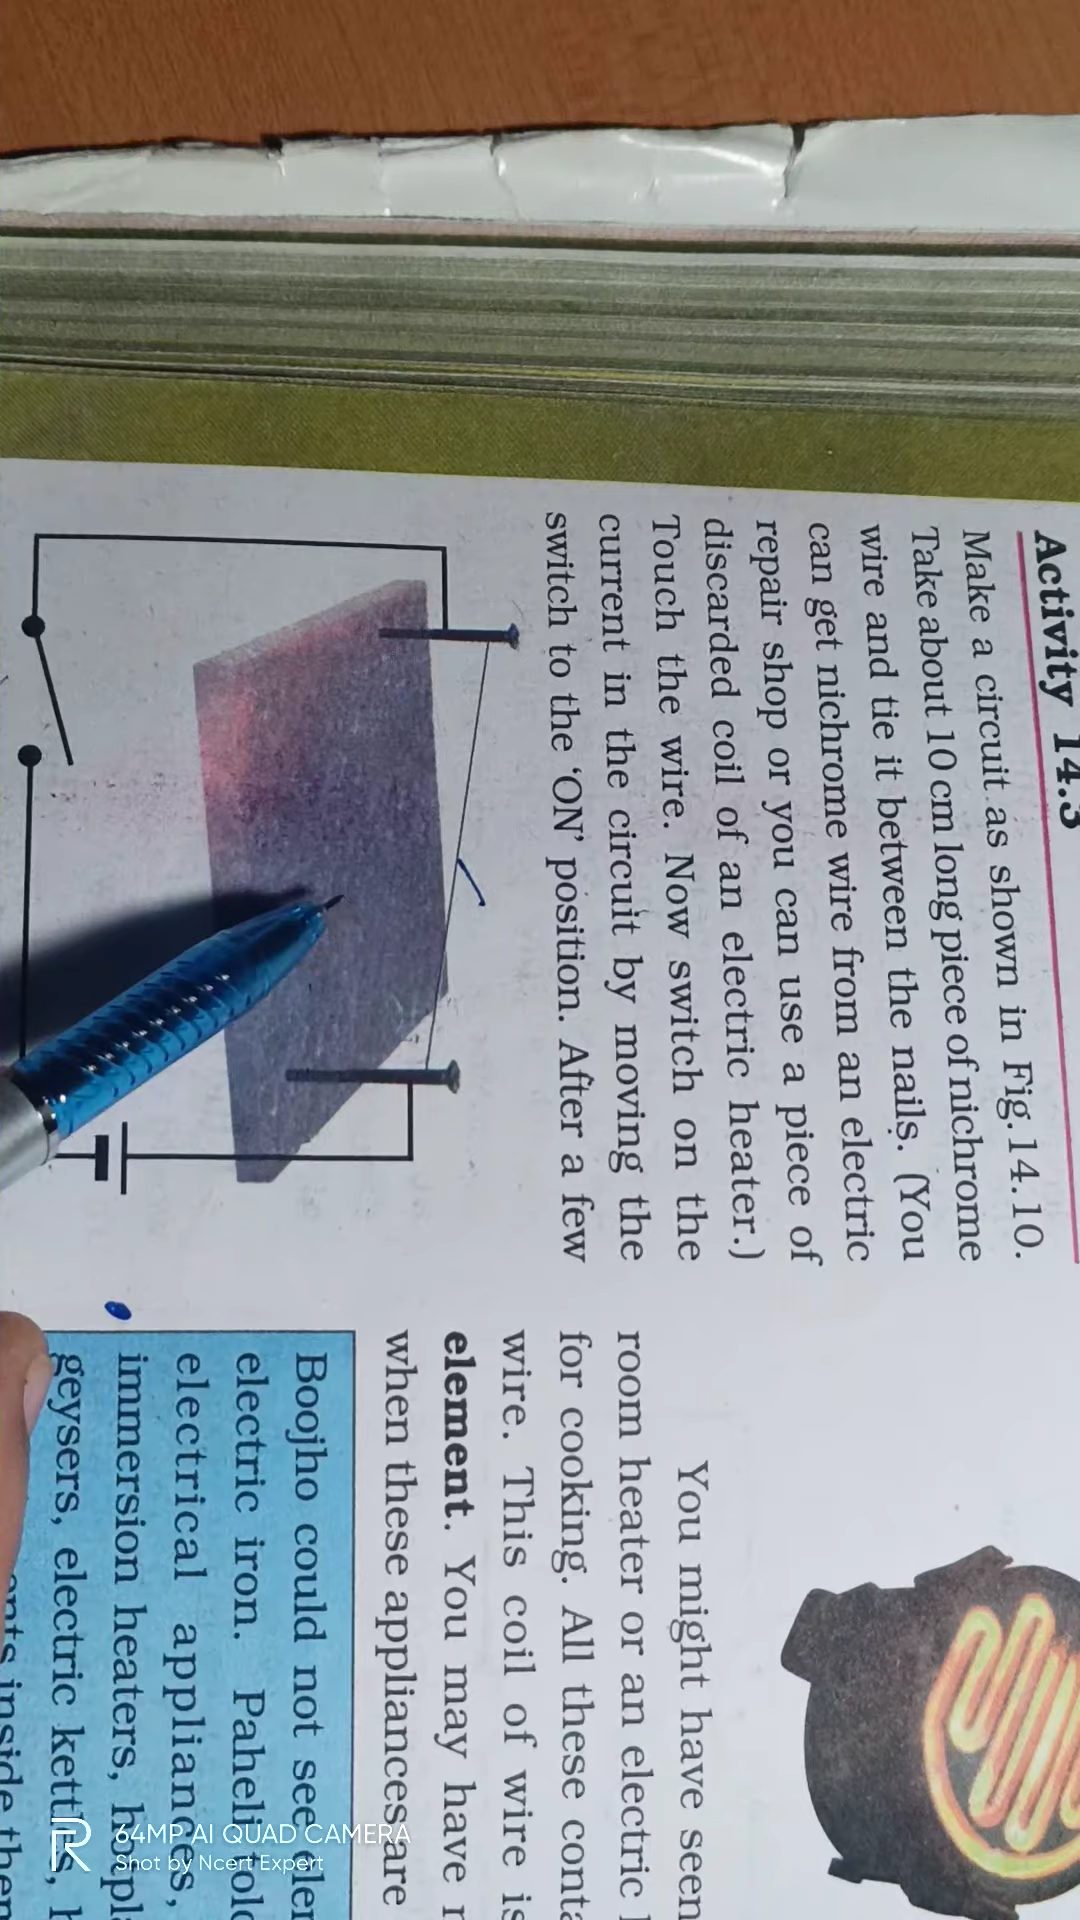 Activity 14.3
Make a circuit as shown in Fig.14.10.
Take about 10 cm long piece of nichrome
wire and tie it between the nails. (You
can get nichrome wire from an electric
repair shop or you can use a piece of
discarded coil of an electric heater.)
Touch the wire. Now switch on the
current in the circuit by moving the
switch to the ‘ON’ position. After a few
You might have seen
room heater or an electric
for cooking. All these
wire. This coil of wire is
element. You may have
when these appliances are
Boojho could not see
electric iron. Paheli
electrical appliances,
immersion heaters,
geysers, electric kettles,
inside
64MP AI QUAD CAMERA
Shot by Ncert Expert